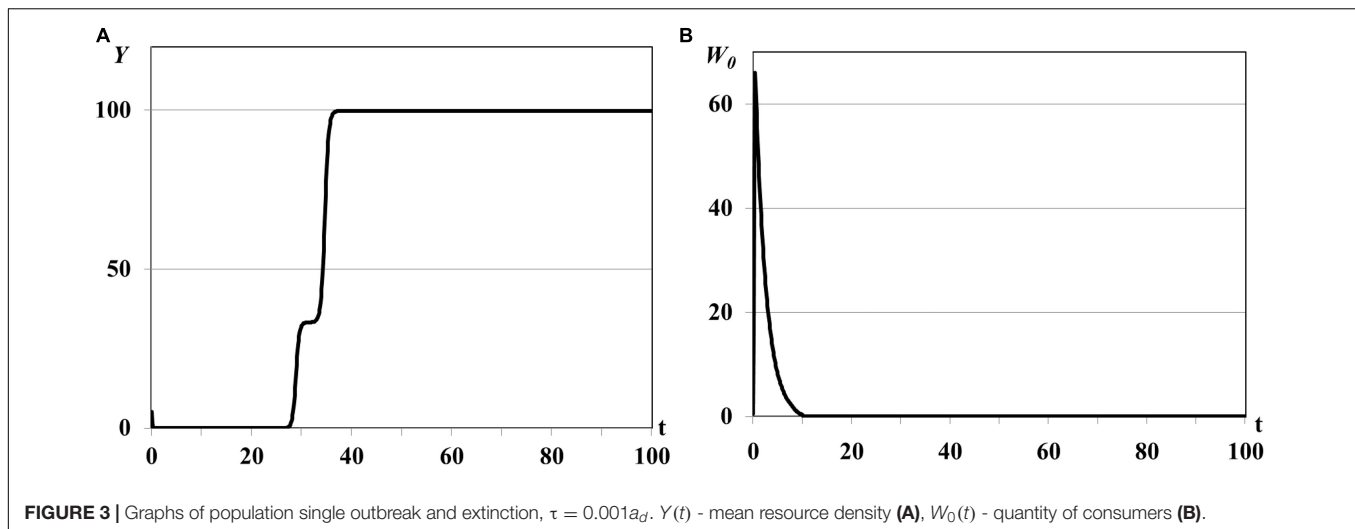 A
Y
100
50
0
0 20 40 60 80 100
t
B
W₀
60
40
20
0
0 20 40 60 80 100
t
FIGURE 3 | Graphs of population single outbreak and extinction, τ = 0.001a_d. Y(t) - mean resource density (A), W₀(t) - quantity of consumers (B).